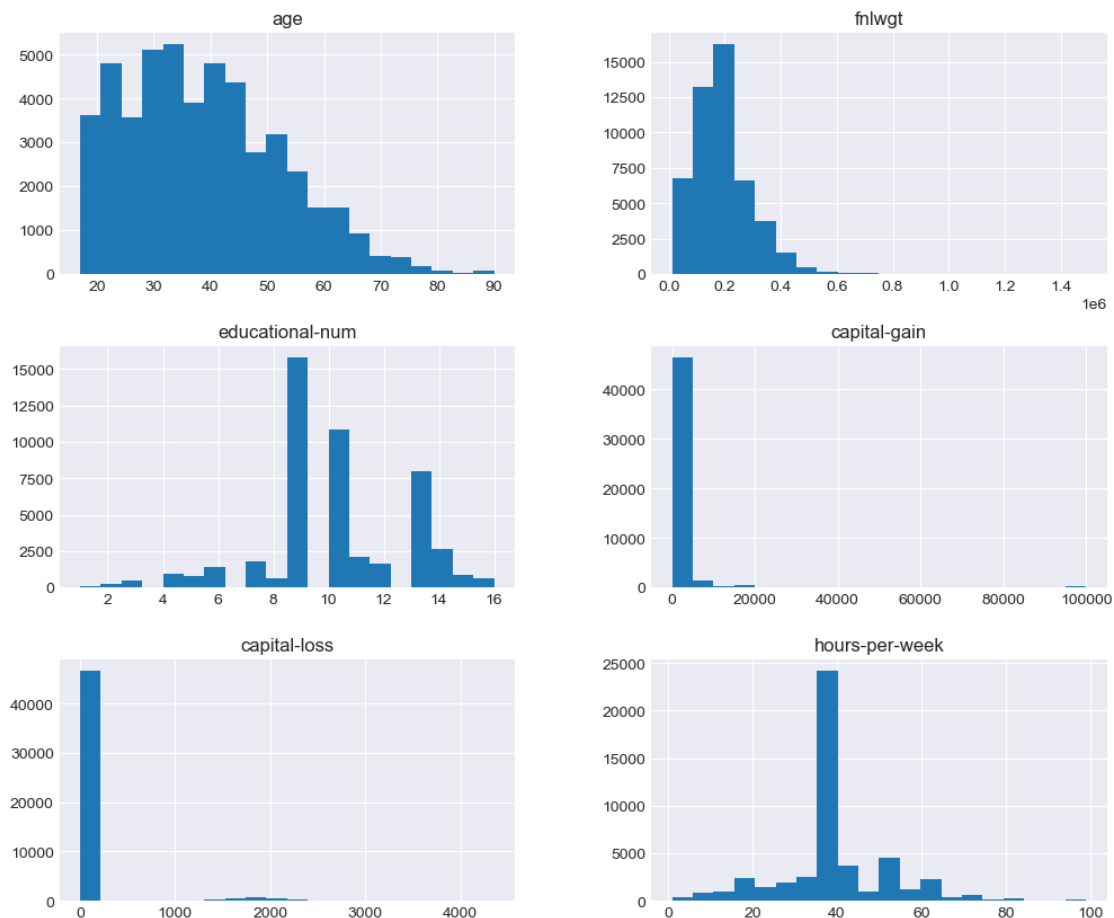 age
5000
4000
3000
2000
1000
0
20 30 40 50 60 70 80 90
fnlwgt
15000
12500
10000
7500
5000
2500
0
0.0 0.2 0.4 0.6 0.8 1.0 1.2 1.4
1e6
educational-num
15000
12500
10000
7500
5000
2500
0
2 4 6 8 10 12 14 16
capital-gain
40000
30000
20000
10000
0
0 20000 40000 60000 80000 100000
capital-loss
40000
30000
20000
10000
0
0 1000 2000 3000 4000
hours-per-week
25000
20000
15000
10000
5000
0
0 20 40 60 80 100